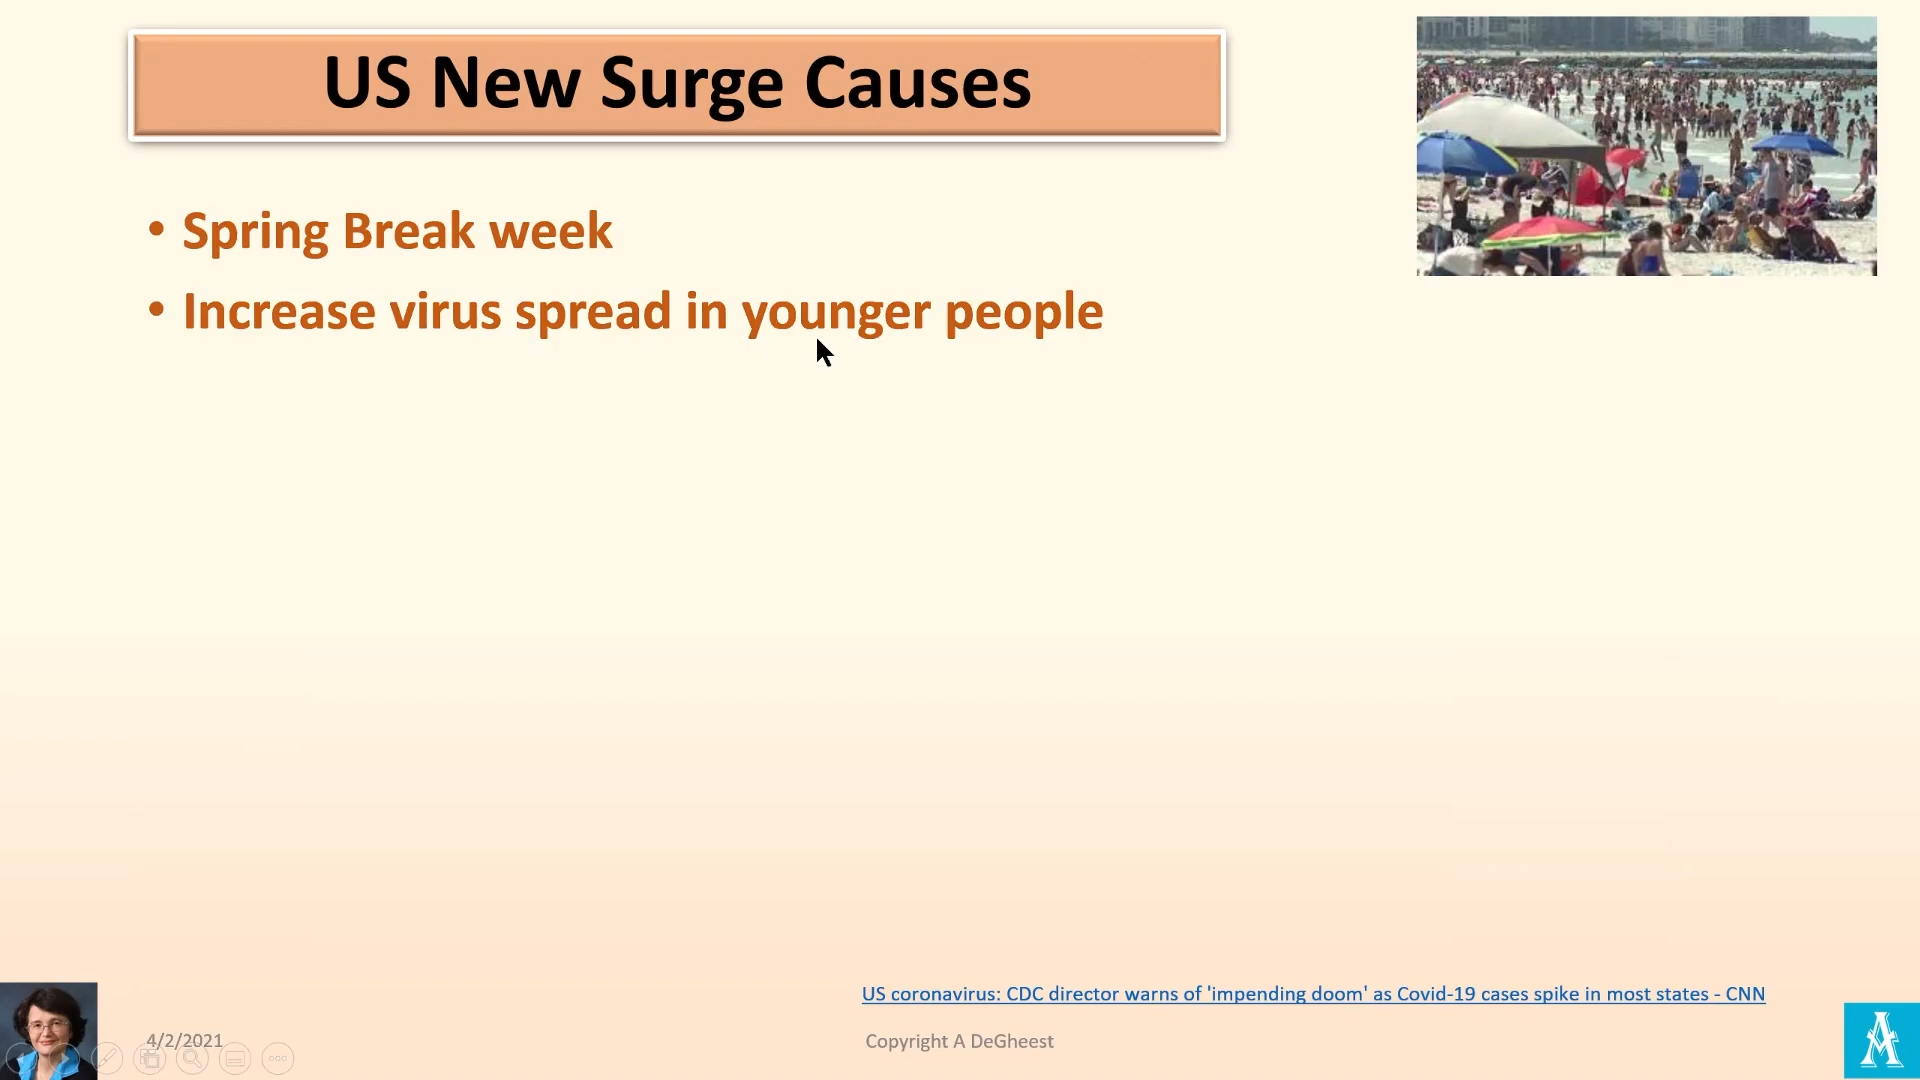 US New Surge Causes
• Spring Break week
• Increase virus spread in younger people
US coronavirus: CDC director warns of 'impending doom' as Covid-19 cases spike in most states - CNN
4/2/2021
Copyright A DeGheest
A